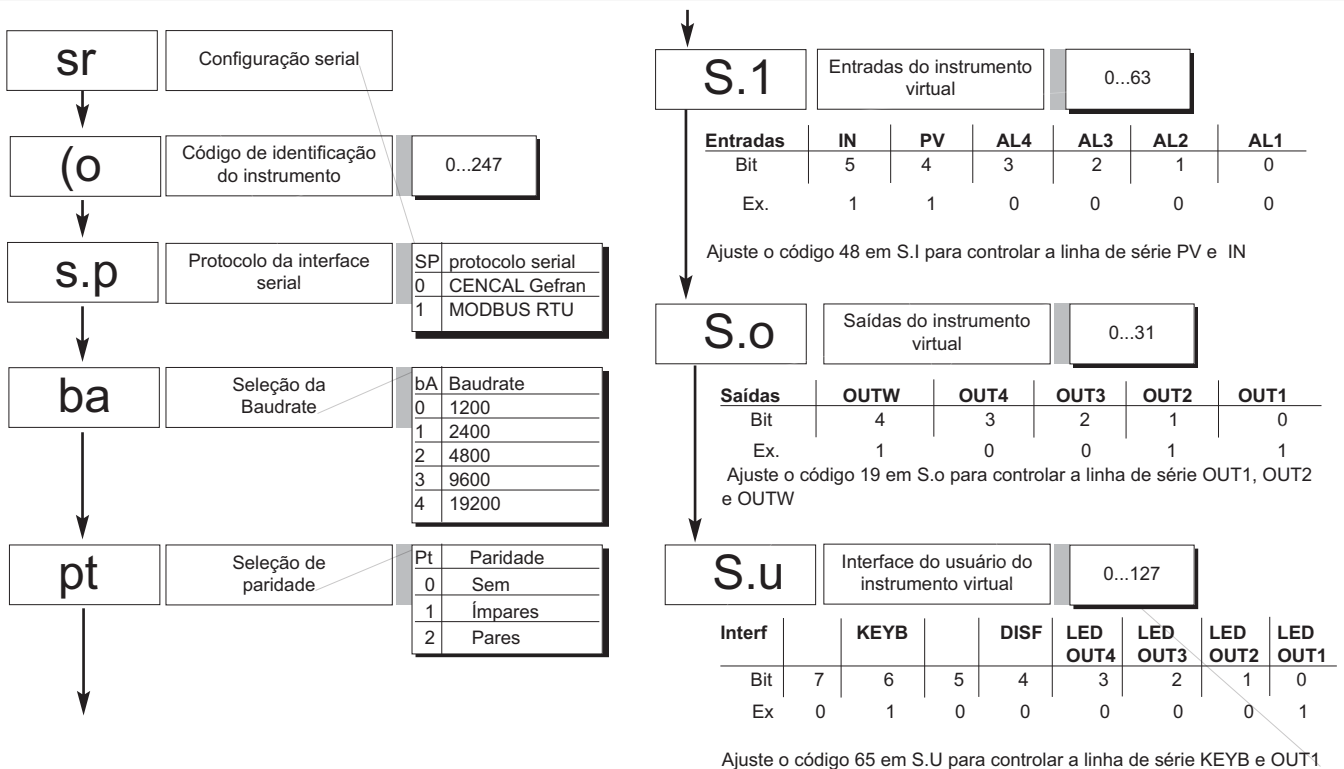 sr
Configuração serial
(o
Código de identificação
do instrumento
0...247
s.p
Protocolo da interface
serial
SP protocolo serial
0 CENCAL Gefran
1 MODBUS RTU
ba
Seleção da
Baudrate
bA Baudrate
0 1200
1 2400
2 4800
3 9600
4 19200
pt
Seleção de
paridade
Pt Paridade
0 Sem
1 Ímpares
2 Pares
S.1
Entradas do instrumento
virtual
0...63
Entradas IN PV AL4 AL3 AL2 AL1
Bit 5 4 3 2 1 0
Ex. 1 1 0 0 0 0
Ajuste o código 48 em S.I para controlar a linha de série PV e IN
S.o
Saídas do instrumento
virtual
0...31
Saídas OUTW OUT4 OUT3 OUT2 OUT1
Bit 4 3 2 1 0
Ex. 1 0 0 1 1
Ajuste o código 19 em S.o para controlar a linha de série OUT1, OUT2
e OUTW
S.u
Interface do usuário do
instrumento virtual
0...127
Interf KEYB DISF LED LED LED LED
OUT4 OUT3 OUT2 OUT1
Bit 7 6 5 4 3 2 1 0
Ex 0 1 0 0 0 0 0 1
Ajuste o código 65 em S.U para controlar a linha de série KEYB e OUT1